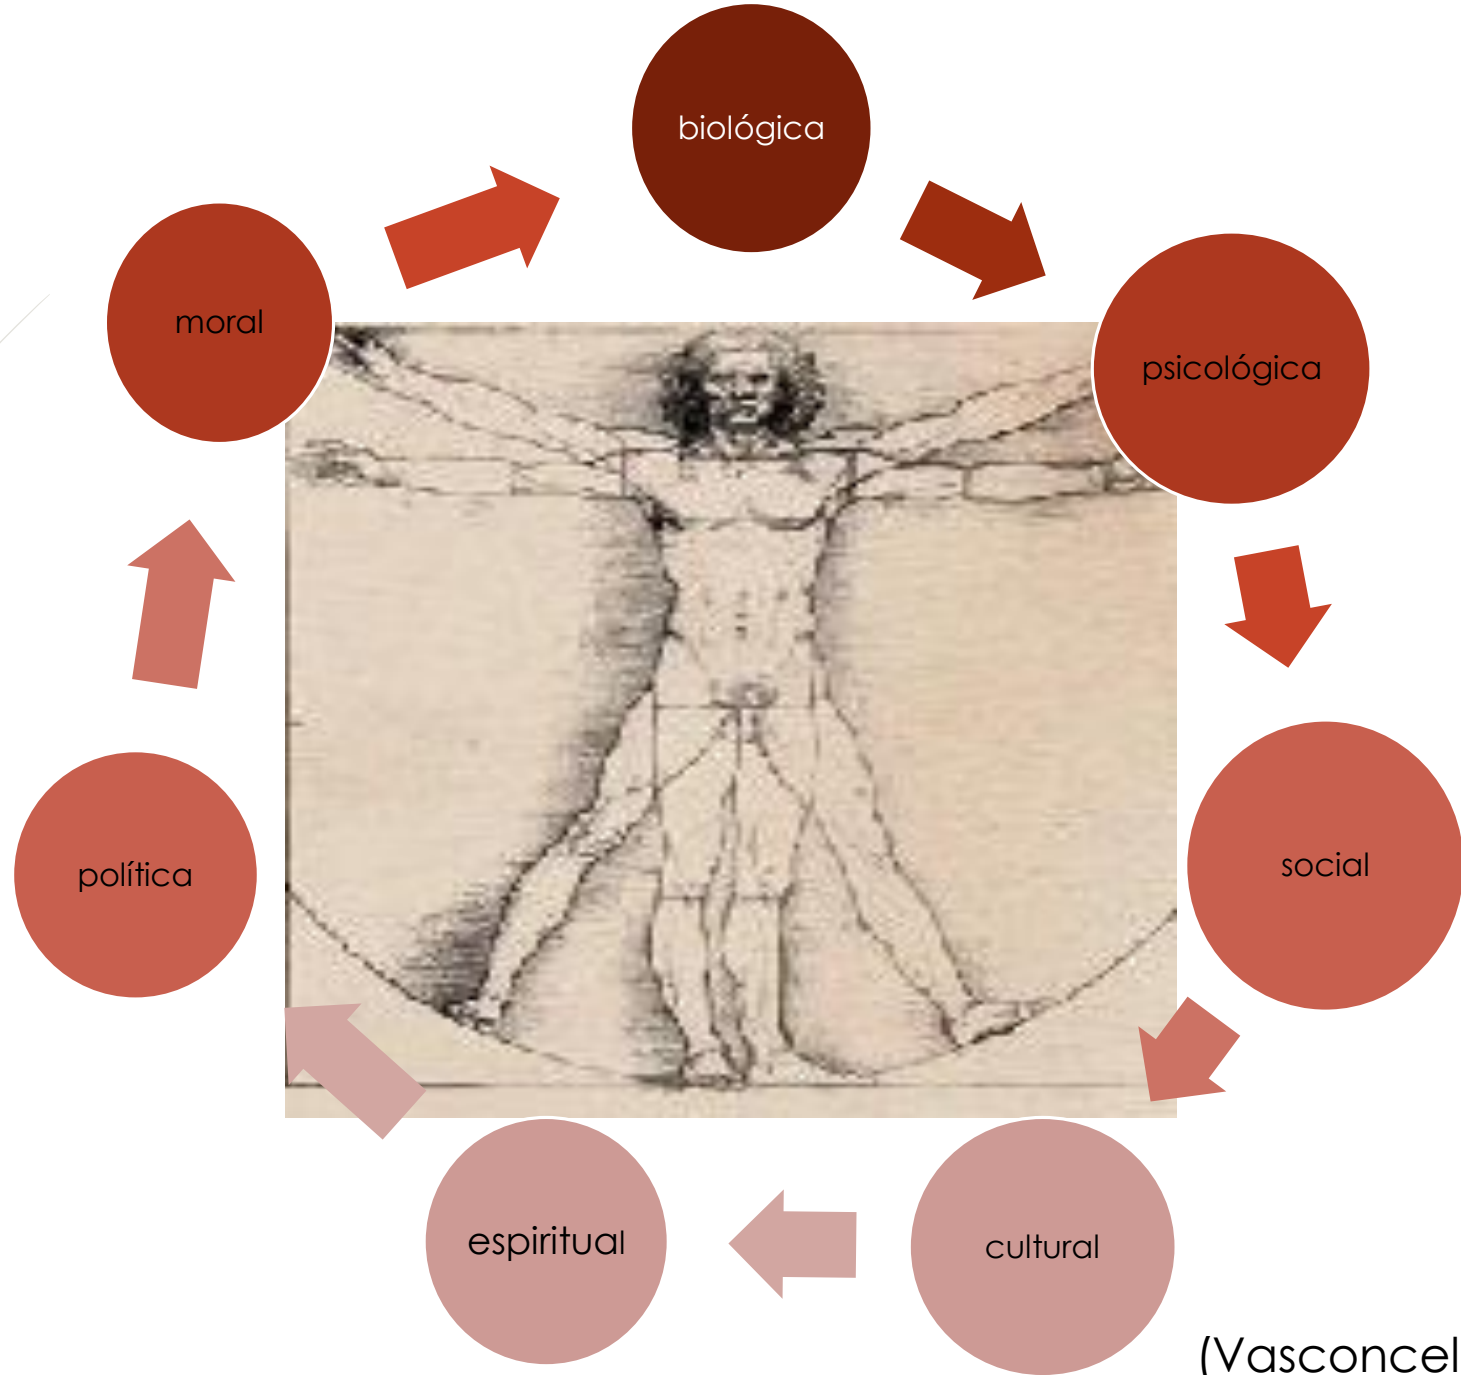 biológica
psicológica
social
cultural
espiritual
política
moral
(Vasconcel